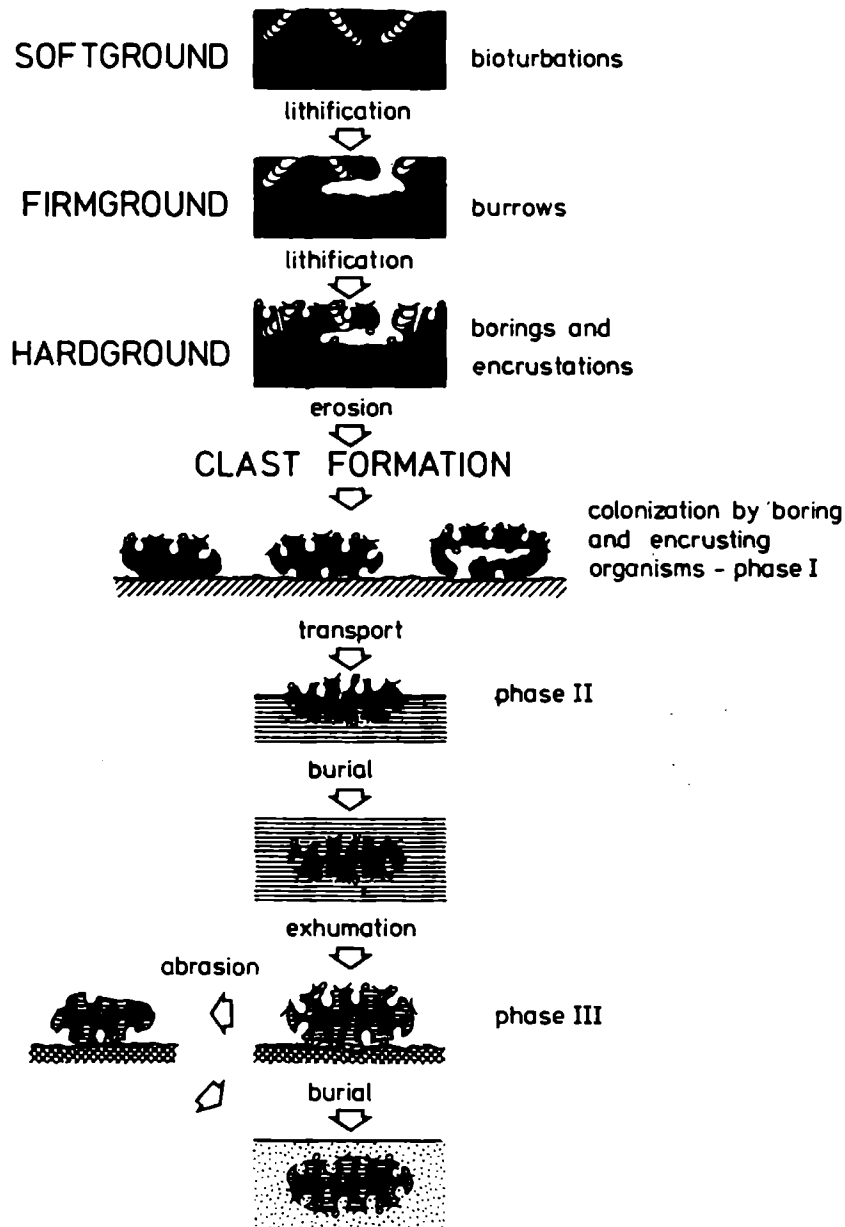 SOFTGROUND
bioturbations
lithification
FIRMGROUND
burrows
lithification
HARDGROUND
borings and
encrustations
erosion
CLAST FORMATION
colonization by boring
and encrusting
organisms - phase I
transport
phase II
burial
exhumation
abrasion
phase III
burial